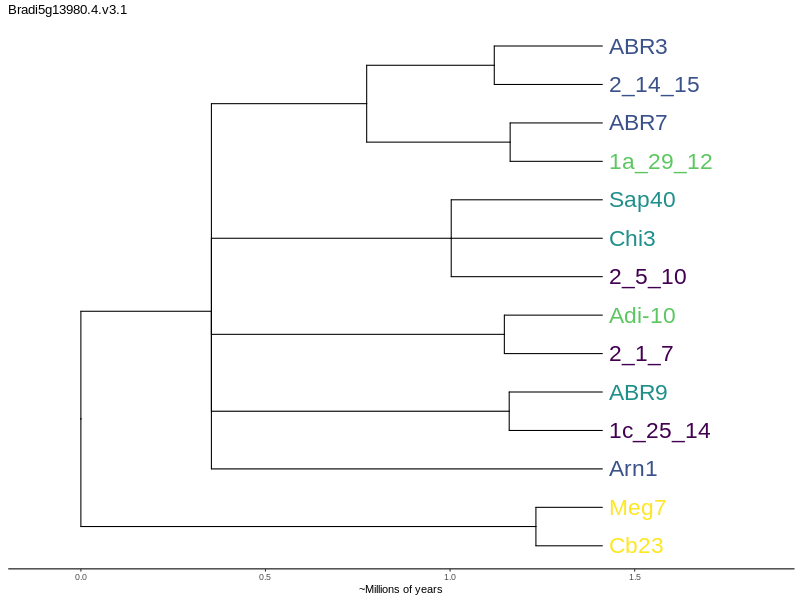 Bradi5g13980.4.v3.1
ABR3
2_14_15
ABR7
1a_29_12
Sap40
Chi3
2_5_10
Adi-10
2_1_7
ABR9
1c_25_14
Arn1
Meg7
Cb23
0.0 0.5 1.0 1.5
~Millions of years